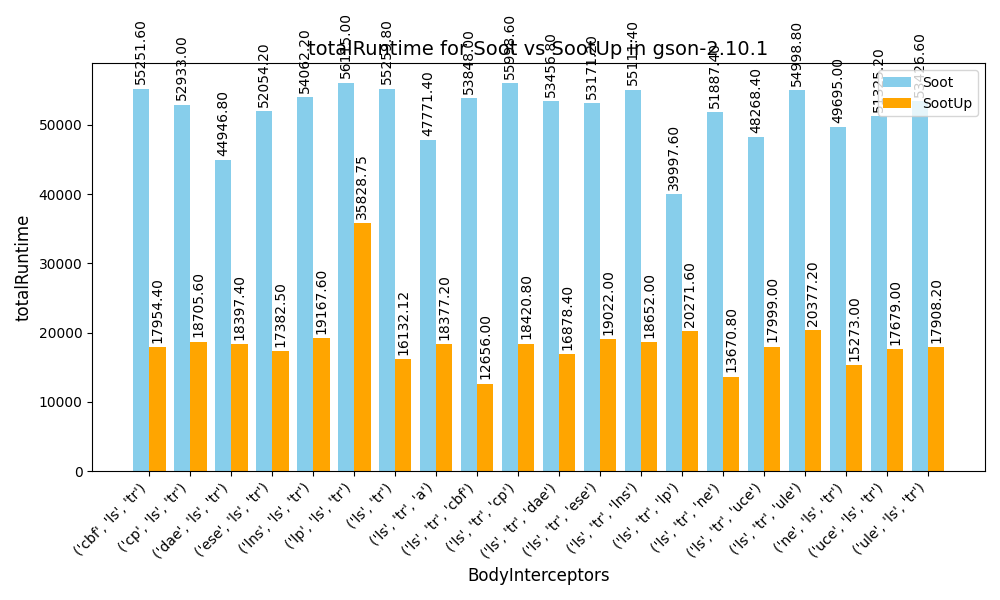 totalRuntime for Soot vs SootUp in gson-2.10.1
Soot
SootUp
totalRuntime
50000
40000
30000
20000
10000
0
55251.60
17954.40
52933.00
18705.60
44946.80
18397.40
52054.20
17382.50
54062.20
19167.60
35828.75
16132.12
47771.40
18377.20
53848.00
12656.00
18420.80
53456.80
16878.40
19022.00
18652.00
39997.60
20271.60
13670.80
48268.40
17999.00
54998.80
20377.20
49695.00
15273.00
17679.00
17908.20
('cbf', 'ls', 'tr')
('cp', 'ls', 'tr')
('dae', 'ls', 'tr')
('ese', 'ls', 'tr')
('lns', 'ls', 'tr')
('lp', 'ls', 'tr')
('ls', 'tr')
('ls', 'tr', 'a')
('ls', 'tr', 'cbf')
('ls', 'tr', 'cp')
('ls', 'tr', 'dae')
('ls', 'tr', 'ese')
('ls', 'tr', 'lns')
('ls', 'tr', 'lp')
('ls', 'tr', 'ne')
('ls', 'tr', 'uce')
('ls', 'tr', 'ule')
('ne', 'ls', 'tr')
('uce', 'ls', 'tr')
('ule', 'ls', 'tr')
BodyInterceptors